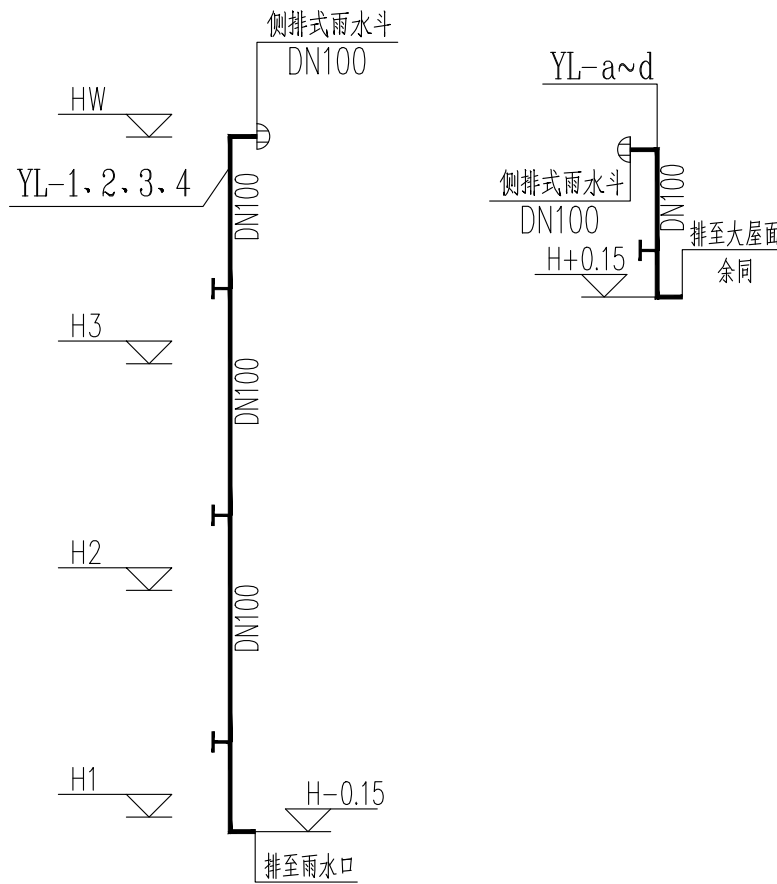 侧排式雨水斗
DN100
HW
YL-1、2、3、4
DN100
H3
DN100
H2
DN100
H1
H-0.15
排至雨水口
YL-a~d
侧排式雨水斗
DN100
DN100
排至大屋面
余同
H+0.15